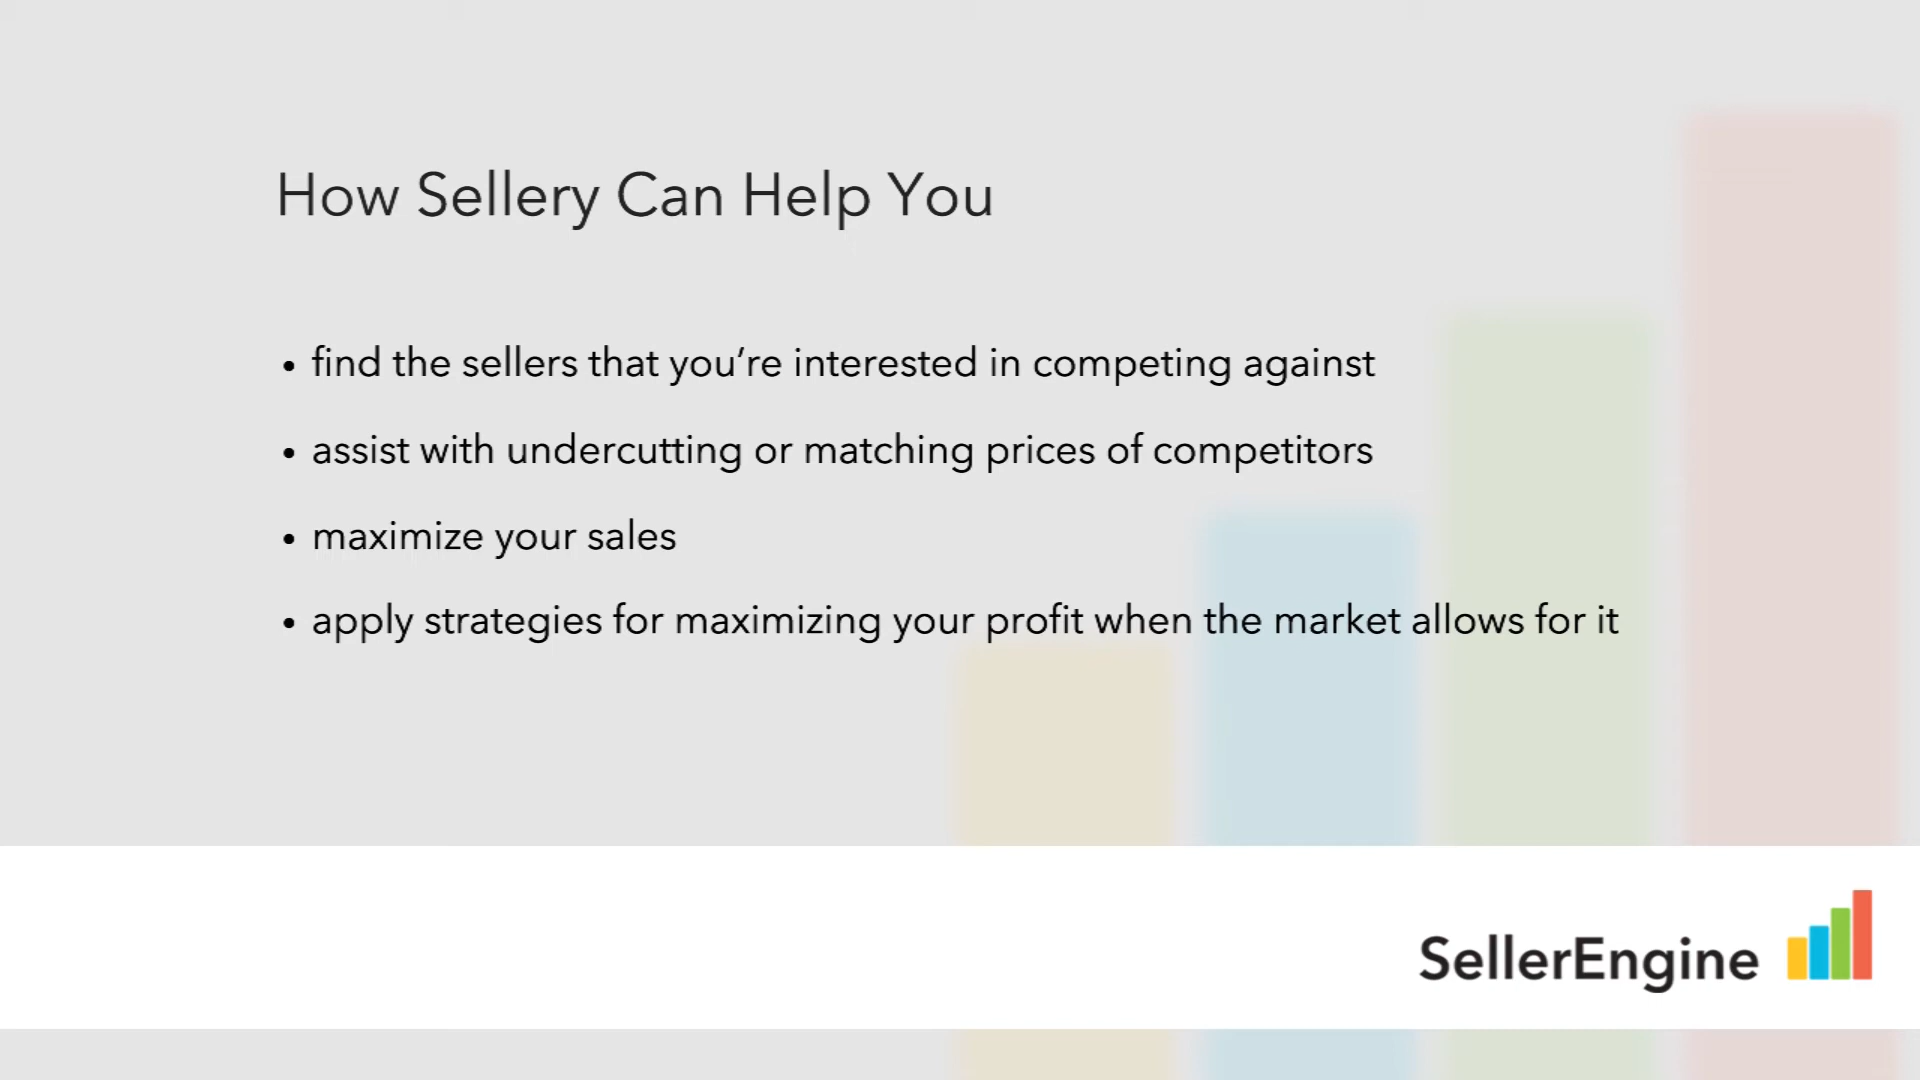 How Sellery Can Help You
• find the sellers that you’re interested in competing against
• assist with undercutting or matching prices of competitors
• maximize your sales
• apply strategies for maximizing your profit when the market allows for it
SellerEngine